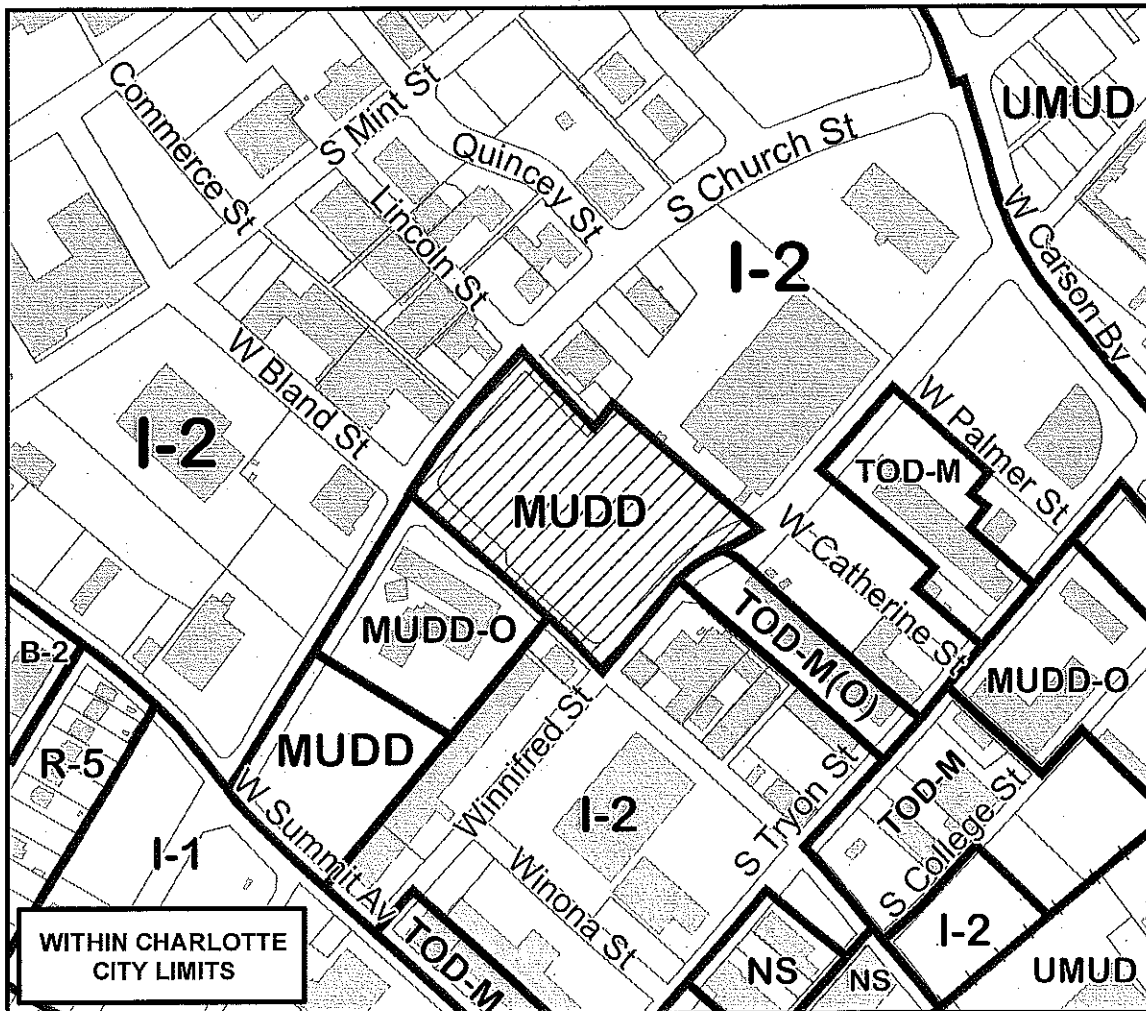 UMUD
Commerce St
S Mint St
Quincey St
S Church St
Lincoln St
I-2
W Carson Bv
W Bland St
I-2
W Palmer St
TOD-M
MUDD
W Catherine St
MUDD-O
TOD-M(O)
B-2
MUDD-O
R-5
MUDD
Winnifred St
I-2
TOD-M
W Summit Av
S Tryon St
S College St
I-1
Winona St
I-2
WITHIN CHARLOTTE
CITY LIMITS
TOD-M
NS
NS
UMUD